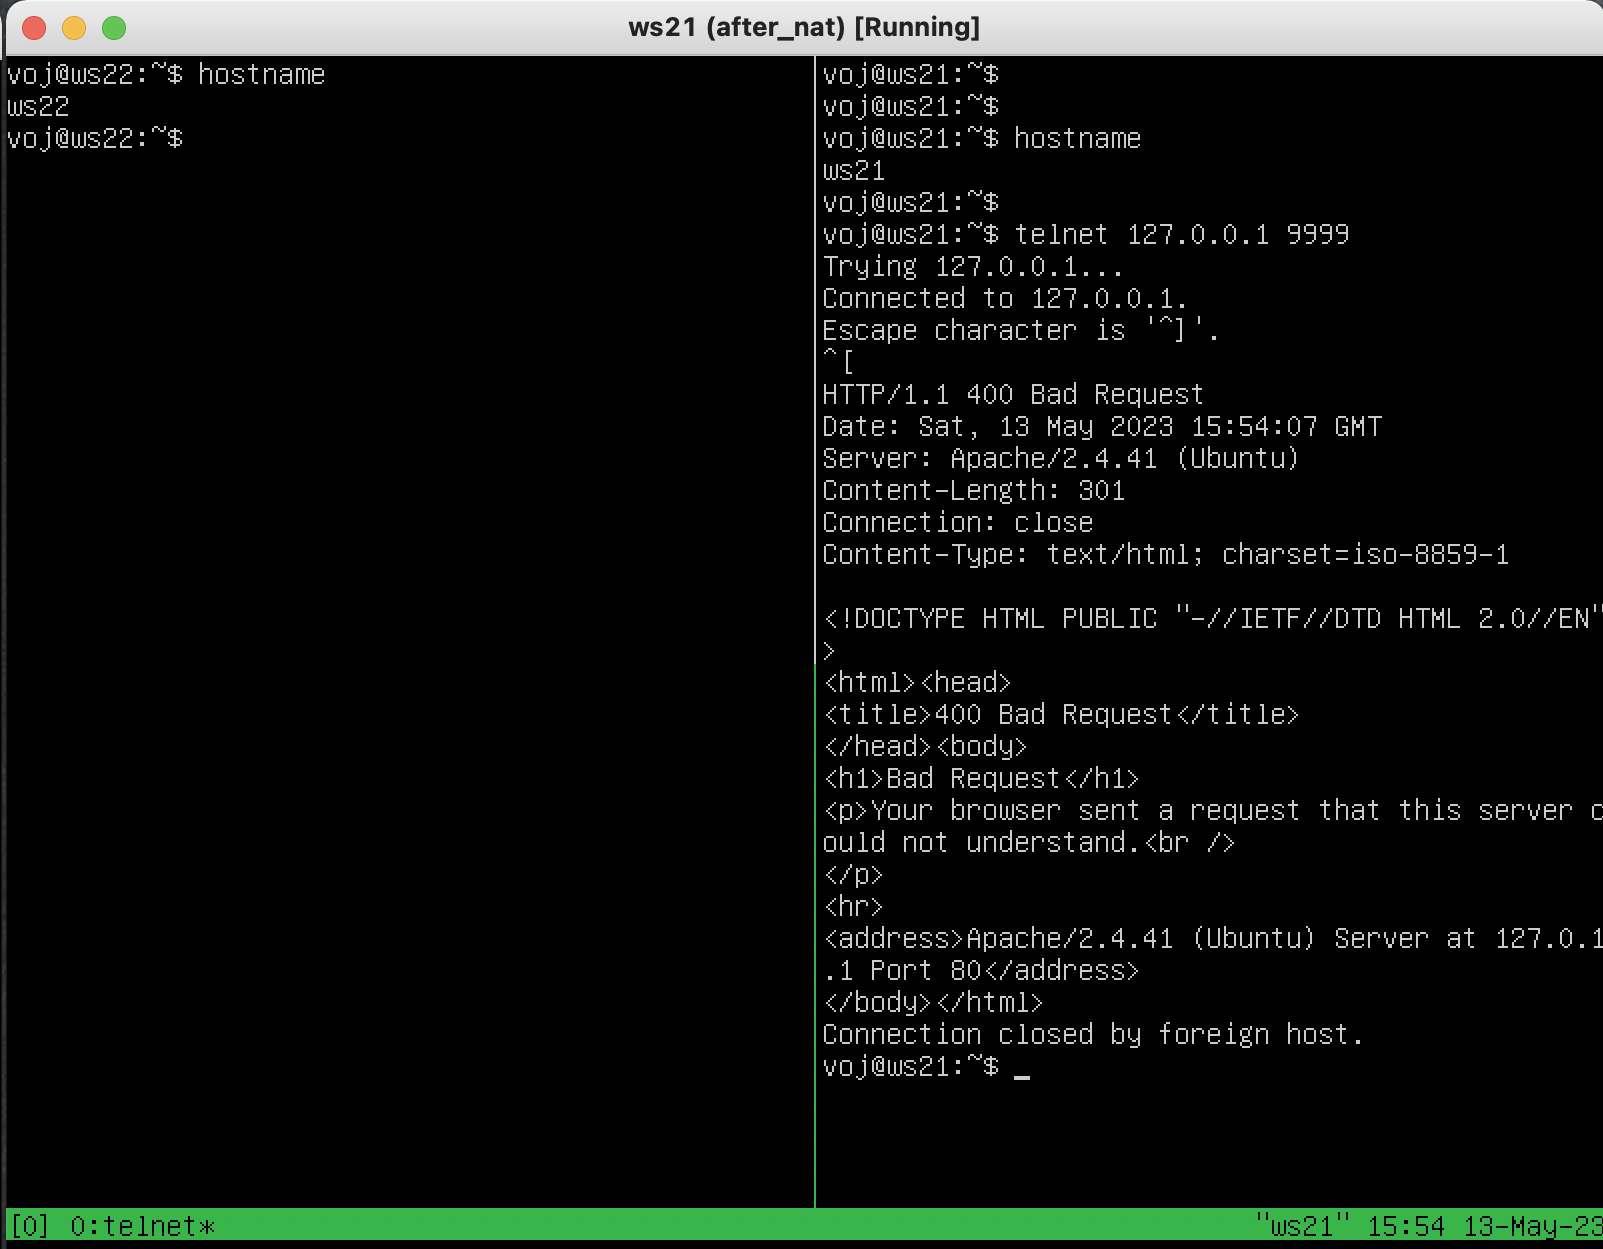 ws21 (after_nat) [Running]
voj@ws22:~$ hostname
ws22
voj@ws22:~$
voj@ws21:~$
voj@ws21:~$
voj@ws21:~$ hostname
ws21
voj@ws21:~$
voj@ws21:~$ telnet 127.0.0.1 9999
Trying 127.0.0.1...
Connected to 127.0.0.1.
Escape character is '^]'.
^[
HTTP/1.1 400 Bad Request
Date: Sat, 13 May 2023 15:54:07 GMT
Server: Apache/2.4.41 (Ubuntu)
Content-Length: 301
Connection: close
Content-Type: text/html; charset=iso-8859-1

<!DOCTYPE HTML PUBLIC "-//IETF//DTD HTML 2.0//EN"
>
<html><head>
<title>400 Bad Request</title>
</head><body>
<h1>Bad Request</h1>
<p>Your browser sent a request that this server c
ould not understand.<br />
</p>
<hr>
<address>Apache/2.4.41 (Ubuntu) Server at 127.0.1
.1 Port 80</address>
</body></html>
Connection closed by foreign host.
voj@ws21:~$ _
[0] 0:telnet*
"ws21" 15:54 13-May-23